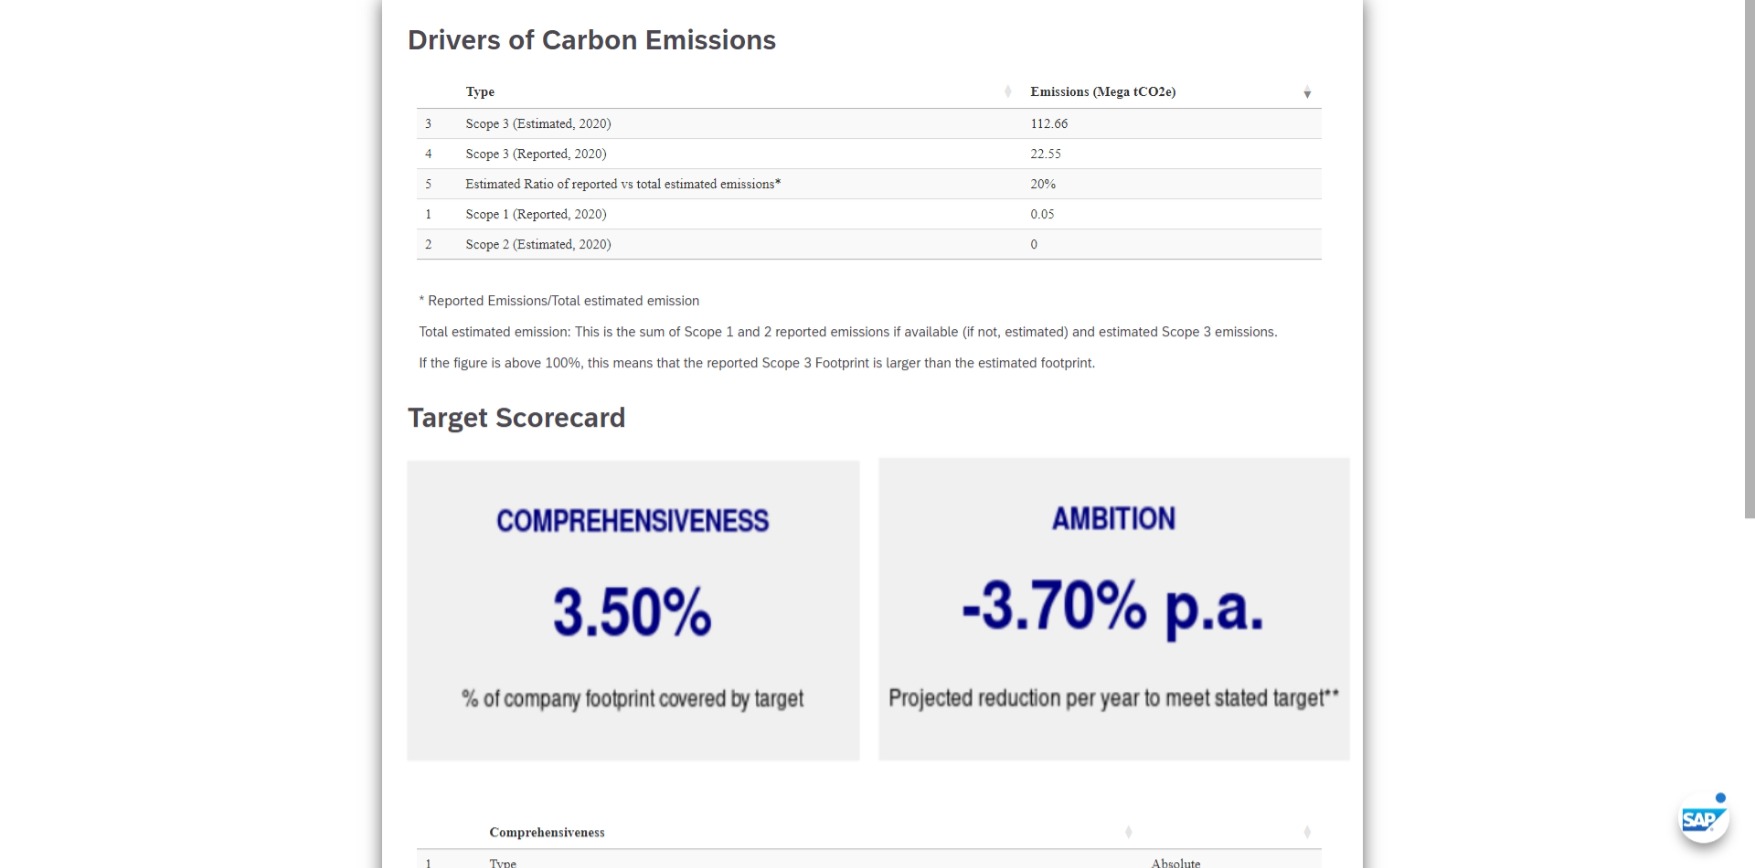 Drivers of Carbon Emissions
Type Emissions (Mega tCO2e)
3 Scope 3 (Estimated, 2020) 112.66
4 Scope 3 (Reported, 2020) 22.55
5 Estimated Ratio of reported vs total estimated emissions* 20%
1 Scope 1 (Reported, 2020) 0.05
2 Scope 2 (Estimated, 2020) 0
* Reported Emissions/Total estimated emission
Total estimated emission: This is the sum of Scope 1 and 2 reported emissions if available (if not, estimated) and estimated Scope 3 emissions.
If the figure is above 100%, this means that the reported Scope 3 Footprint is larger than the estimated footprint.
Target Scorecard
COMPREHENSIVENESS
3.50%
% of company footprint covered by target
AMBITION
-3.70% p.a.
Projected reduction per year to meet stated target**
Comprehensiveness
1 Type Absolute
SAP